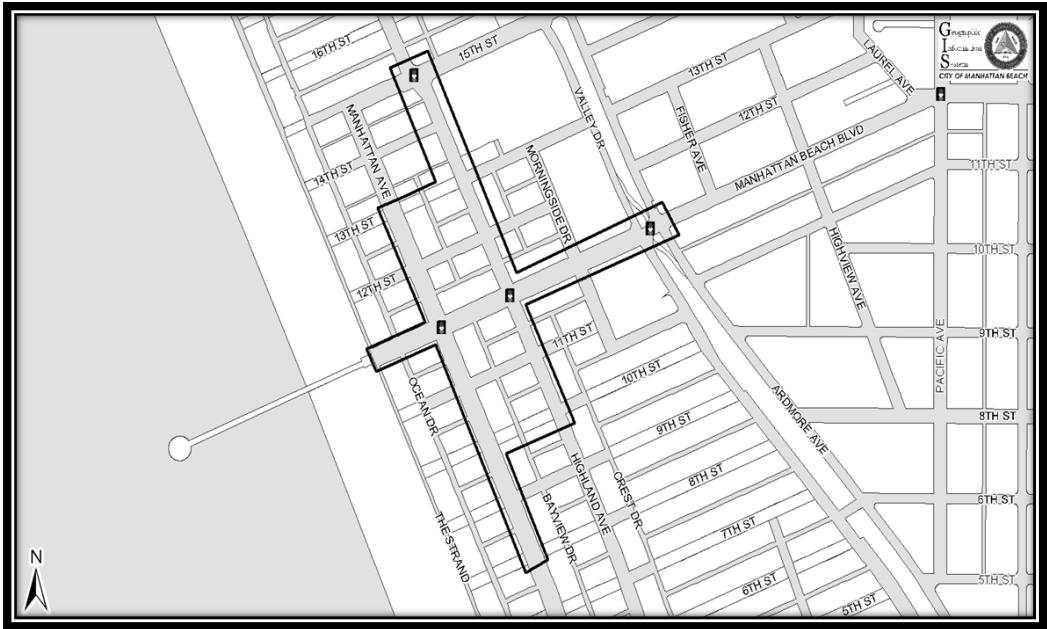 16TH ST
15TH ST
13TH ST
LAUREL AVE
Geographic
Information
System
CITY OF MANHATTAN BEACH
MANHATTAN AVE
VALLEY DR
FISHER AVE
12TH ST
MANHATTAN BEACH BLVD
14TH ST
MORNINGSIDE DR
11TH ST
13TH ST
HIGHVIEW AVE
10TH ST
12TH ST
11TH ST
PACIFIC AVE
9TH ST
10TH ST
OCEAN DR
ARDMORE AVE
8TH ST
9TH ST
8TH ST
HIGHLAND AVE
CREST DR
BAYVIEW DR
6TH ST
THE STRAND
7TH ST
N
6TH ST
5TH ST
5TH ST